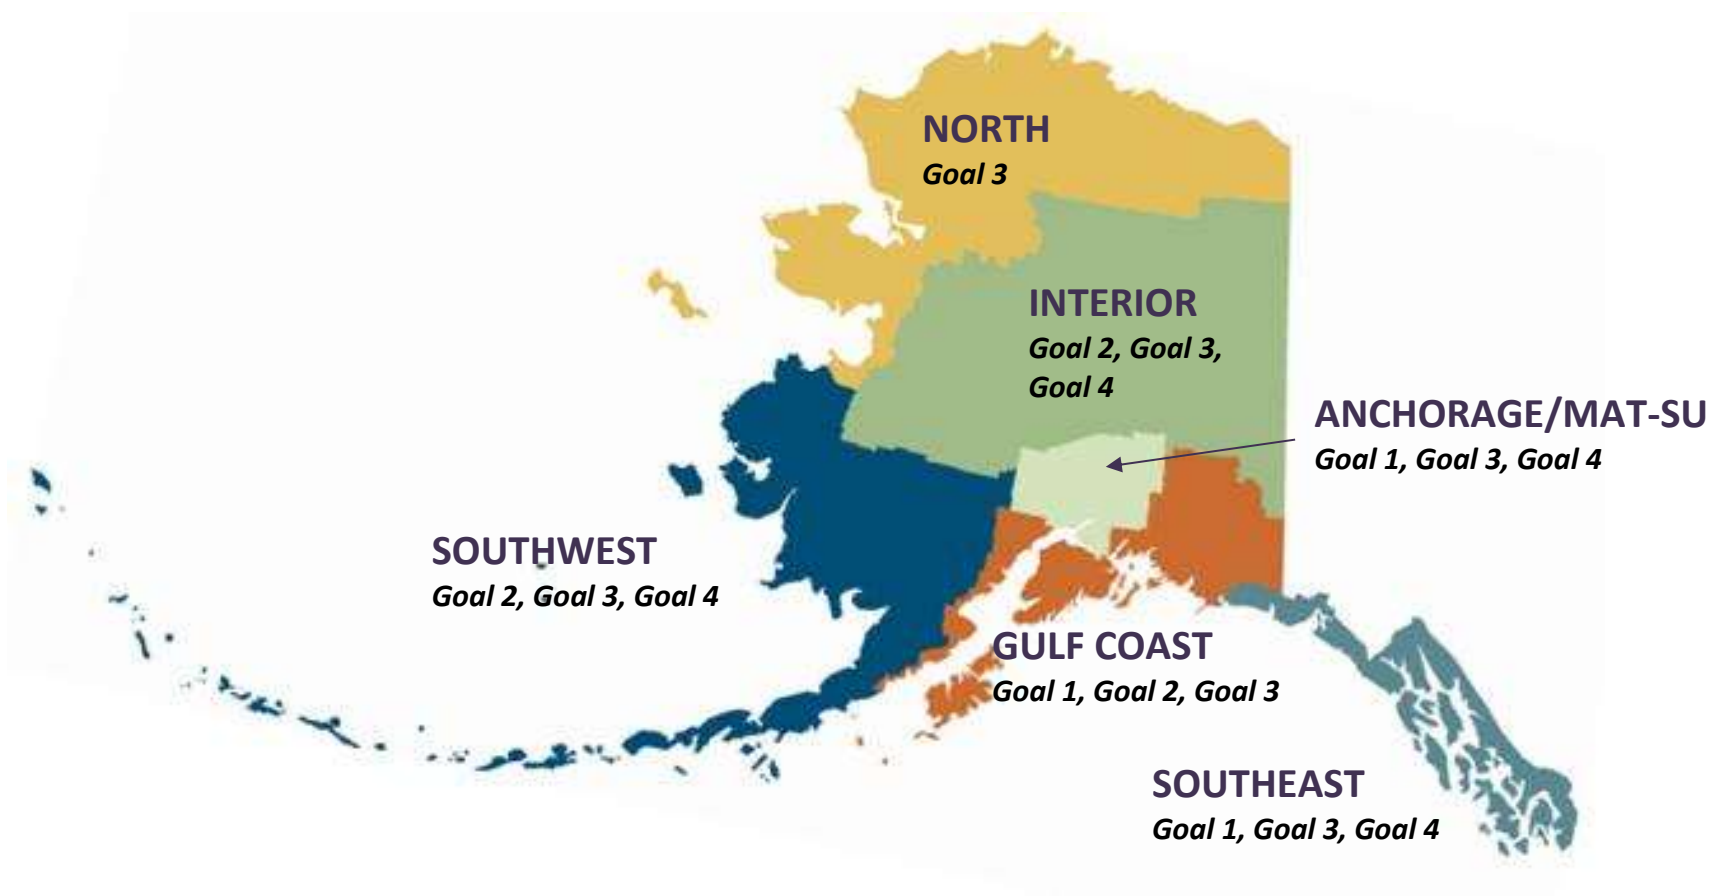 NORTH
Goal 3
INTERIOR
Goal 2, Goal 3,
Goal 4
ANCHORAGE/MAT-SU
Goal 1, Goal 3, Goal 4
SOUTHWEST
Goal 2, Goal 3, Goal 4
GULF COAST
Goal 1, Goal 2, Goal 3
SOUTHEAST
Goal 1, Goal 3, Goal 4